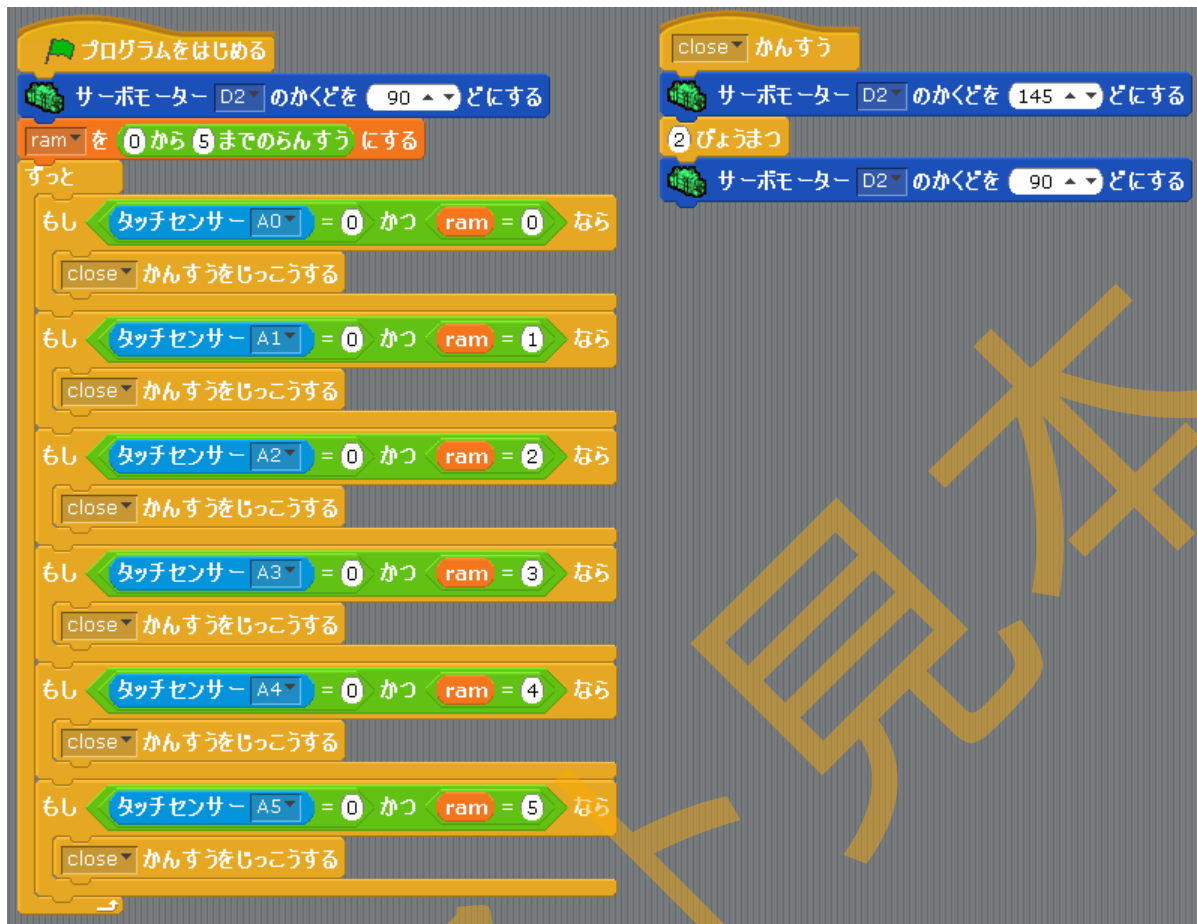 プログラムをはじめる
サーボモーター D2 のかくどを 90 どにする
ram を 0 から 5 までのらんすう にする
ずっと
もし タッチセンサー A0 = 0 かつ ram = 0 なら
close かんすうをじっこうする
もし タッチセンサー A1 = 0 かつ ram = 1 なら
close かんすうをじっこうする
もし タッチセンサー A2 = 0 かつ ram = 2 なら
close かんすうをじっこうする
もし タッチセンサー A3 = 0 かつ ram = 3 なら
close かんすうをじっこうする
もし タッチセンサー A4 = 0 かつ ram = 4 なら
close かんすうをじっこうする
もし タッチセンサー A5 = 0 かつ ram = 5 なら
close かんすうをじっこうする
close かんすう
サーボモーター D2 のかくどを 145 どにする
2 びょうまつ
サーボモーター D2 のかくどを 90 どにする
見本